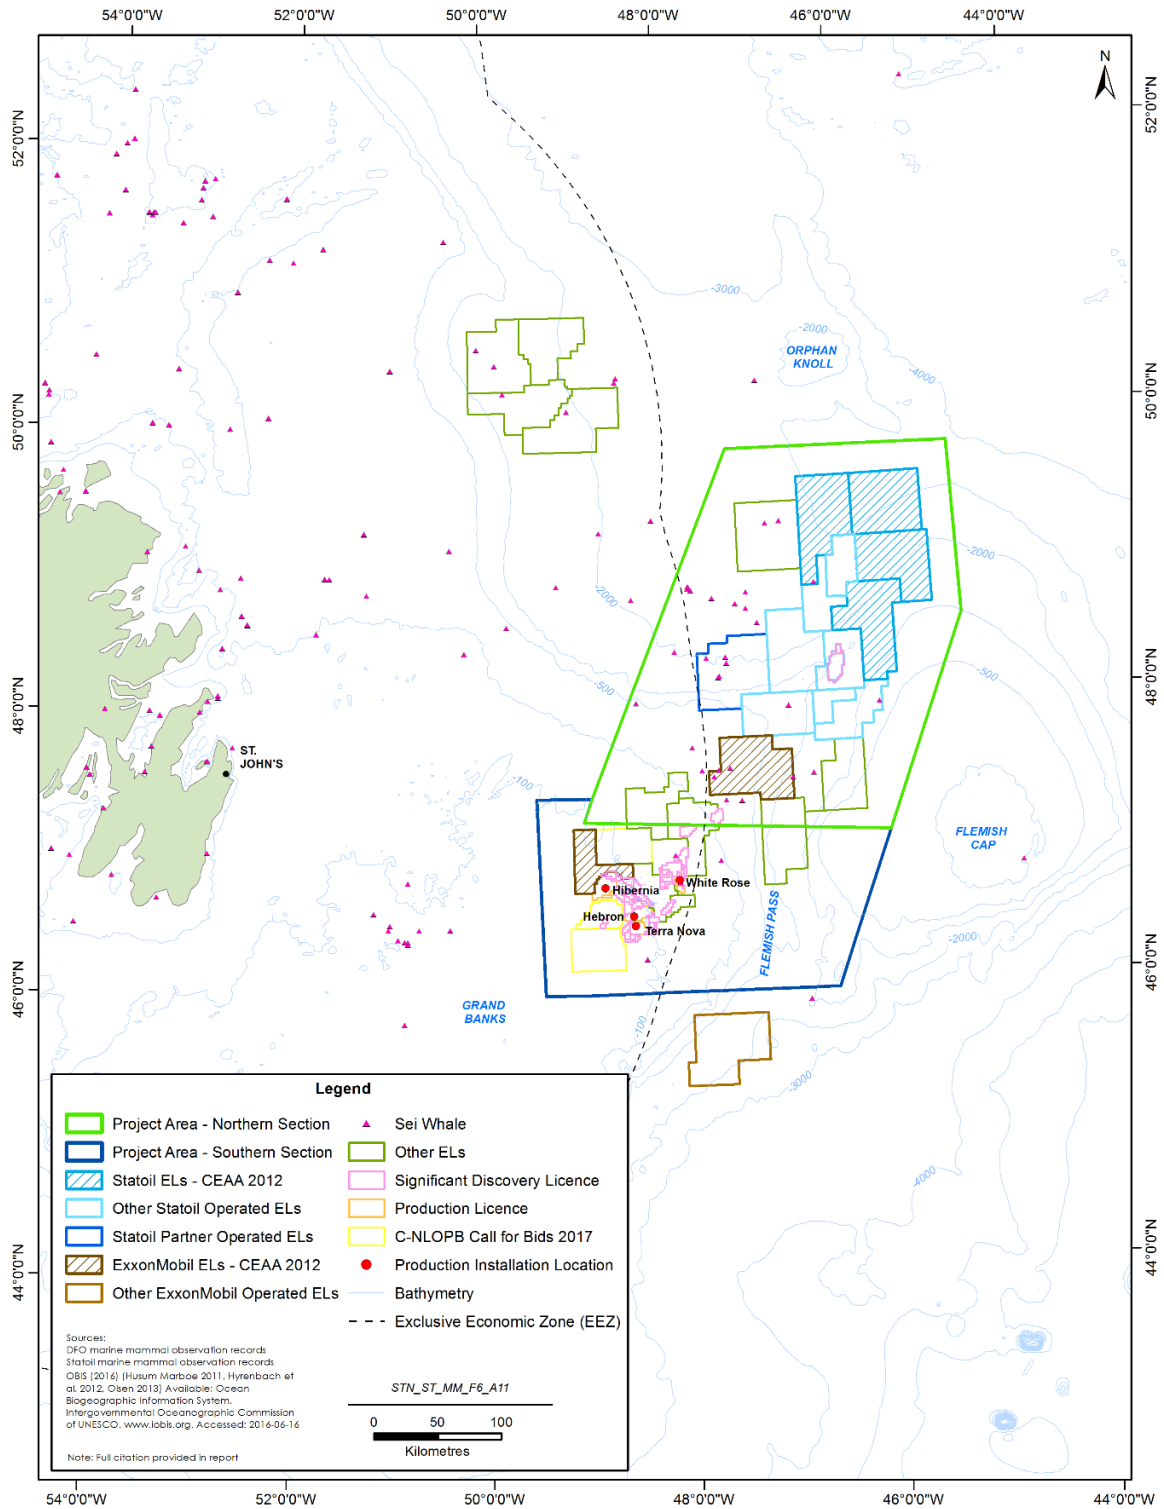 54°0'0"W 52°0'0"W 50°0'0"W 48°0'0"W 46°0'0"W 44°0'0"W
N
52°0'0"N
52°0'0"N
-3000
-2000
ORPHAN
KNOLL
-4000
50°0'0"N
50°0'0"N
-2000
-2000
-500
-500
48°0'0"N
48°0'0"N
ST.
JOHN'S
-100
FLEMISH
CAP
White Rose
Hibernia
Hebron
Terra Nova
FLEMISH PASS
-2000
46°0'0"N
46°0'0"N
GRAND
BANKS
-100
-3000
-4000
44°0'0"N
44°0'0"N
Legend
Project Area - Northern Section
Project Area - Southern Section
Statoil ELs - CEAA 2012
Other Statoil Operated ELs
Statoil Partner Operated ELs
ExxonMobil ELs - CEAA 2012
Other ExxonMobil Operated ELs
Sei Whale
Other ELs
Significant Discovery Licence
Production Licence
C-NLOPB Call for Bids 2017
Production Installation Location
Bathymetry
Exclusive Economic Zone (EEZ)
Sources:
DFO marine mammal observation records
Statoil marine mammal observation records
OBIS (2016) (Husum Marboe 2011, Hyrenbach et
al. 2012, Olsen 2013) Available: Ocean
Biogeographic Information System.
Intergovernmental Oceanographic Commission
of UNESCO. www.iobis.org. Accessed: 2016-06-16
Note: Full citation provided in report
STN_ST_MM_F6_A11
0 50 100
Kilometres
54°0'0"W 52°0'0"W 50°0'0"W 48°0'0"W 46°0'0"W 44°0'0"W